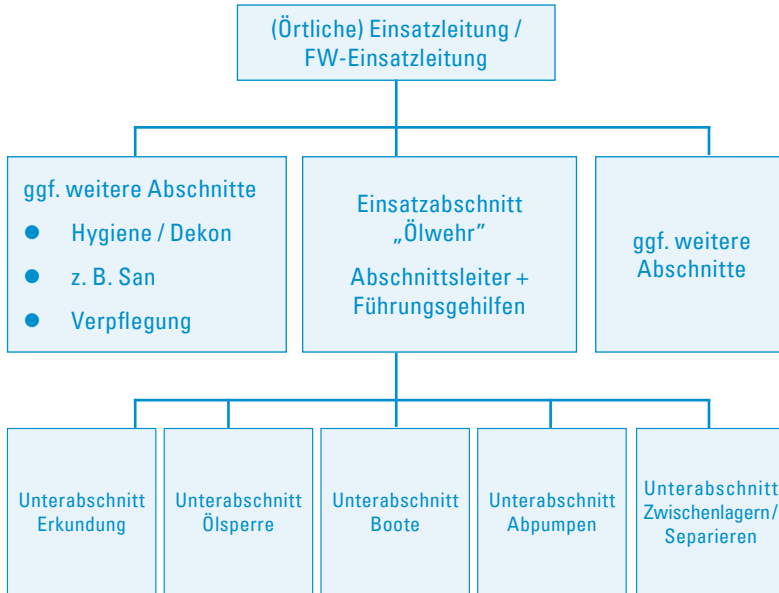 (Örtliche) Einsatzleitung /
FW-Einsatzleitung
ggf. weitere Abschnitte
● Hygiene / Dekon
● z. B. San
● Verpflegung
Einsatzabschnitt
„Ölwehr”
Abschnittsleiter +
Führungsgehilfen
ggf. weitere
Abschnitte
Unterabschnitt
Erkundung
Unterabschnitt
Ölsperre
Unterabschnitt
Boote
Unterabschnitt
Abpumpen
Unterabschnitt
Zwischenlagern/
Separieren